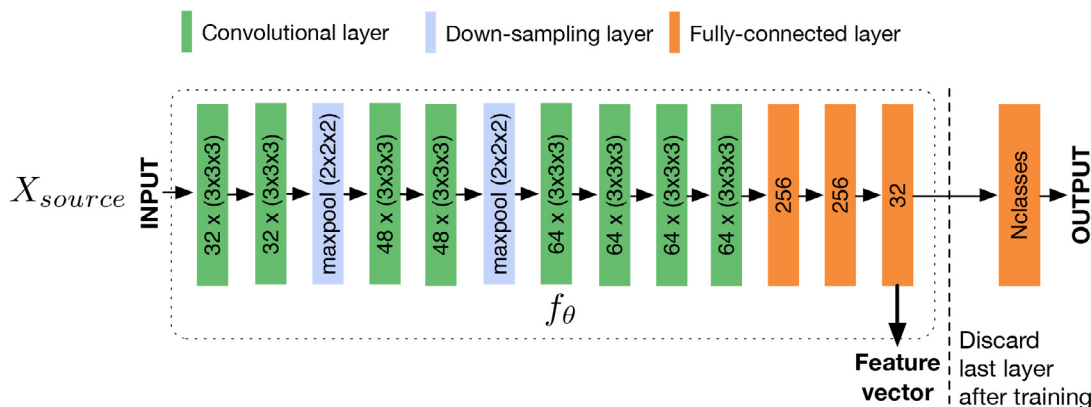 Convolutional layer
Down-sampling layer
Fully-connected layer
X_source
INPUT
32 x (3x3x3)
32 x (3x3x3)
maxpool (2x2x2)
48 x (3x3x3)
48 x (3x3x3)
maxpool (2x2x2)
64 x (3x3x3)
64 x (3x3x3)
64 x (3x3x3)
64 x (3x3x3)
256
256
32
Nclasses
OUTPUT
f_θ
Feature
vector
Discard
last layer
after training